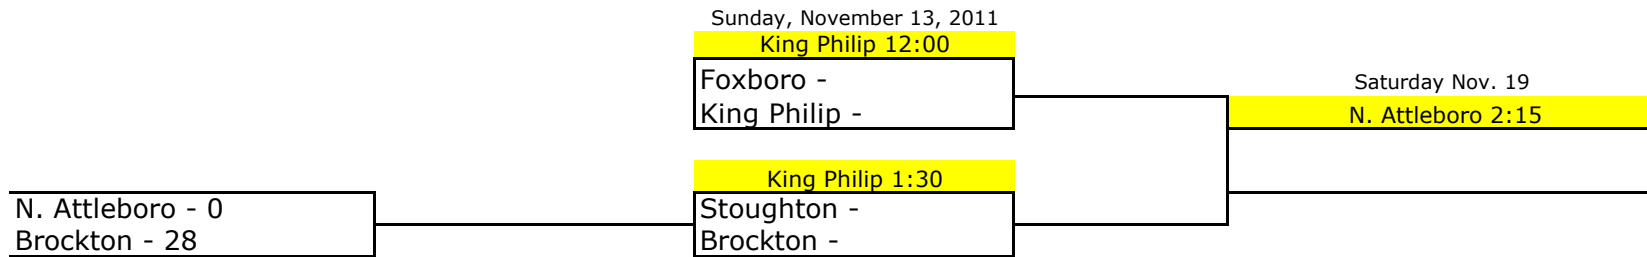 Sunday, November 13, 2011
King Philip 12:00
Foxboro -
King Philip -
Saturday Nov. 19
N. Attleboro 2:15
King Philip 1:30
N. Attleboro - 0
Brockton - 28
Stoughton -
Brockton -